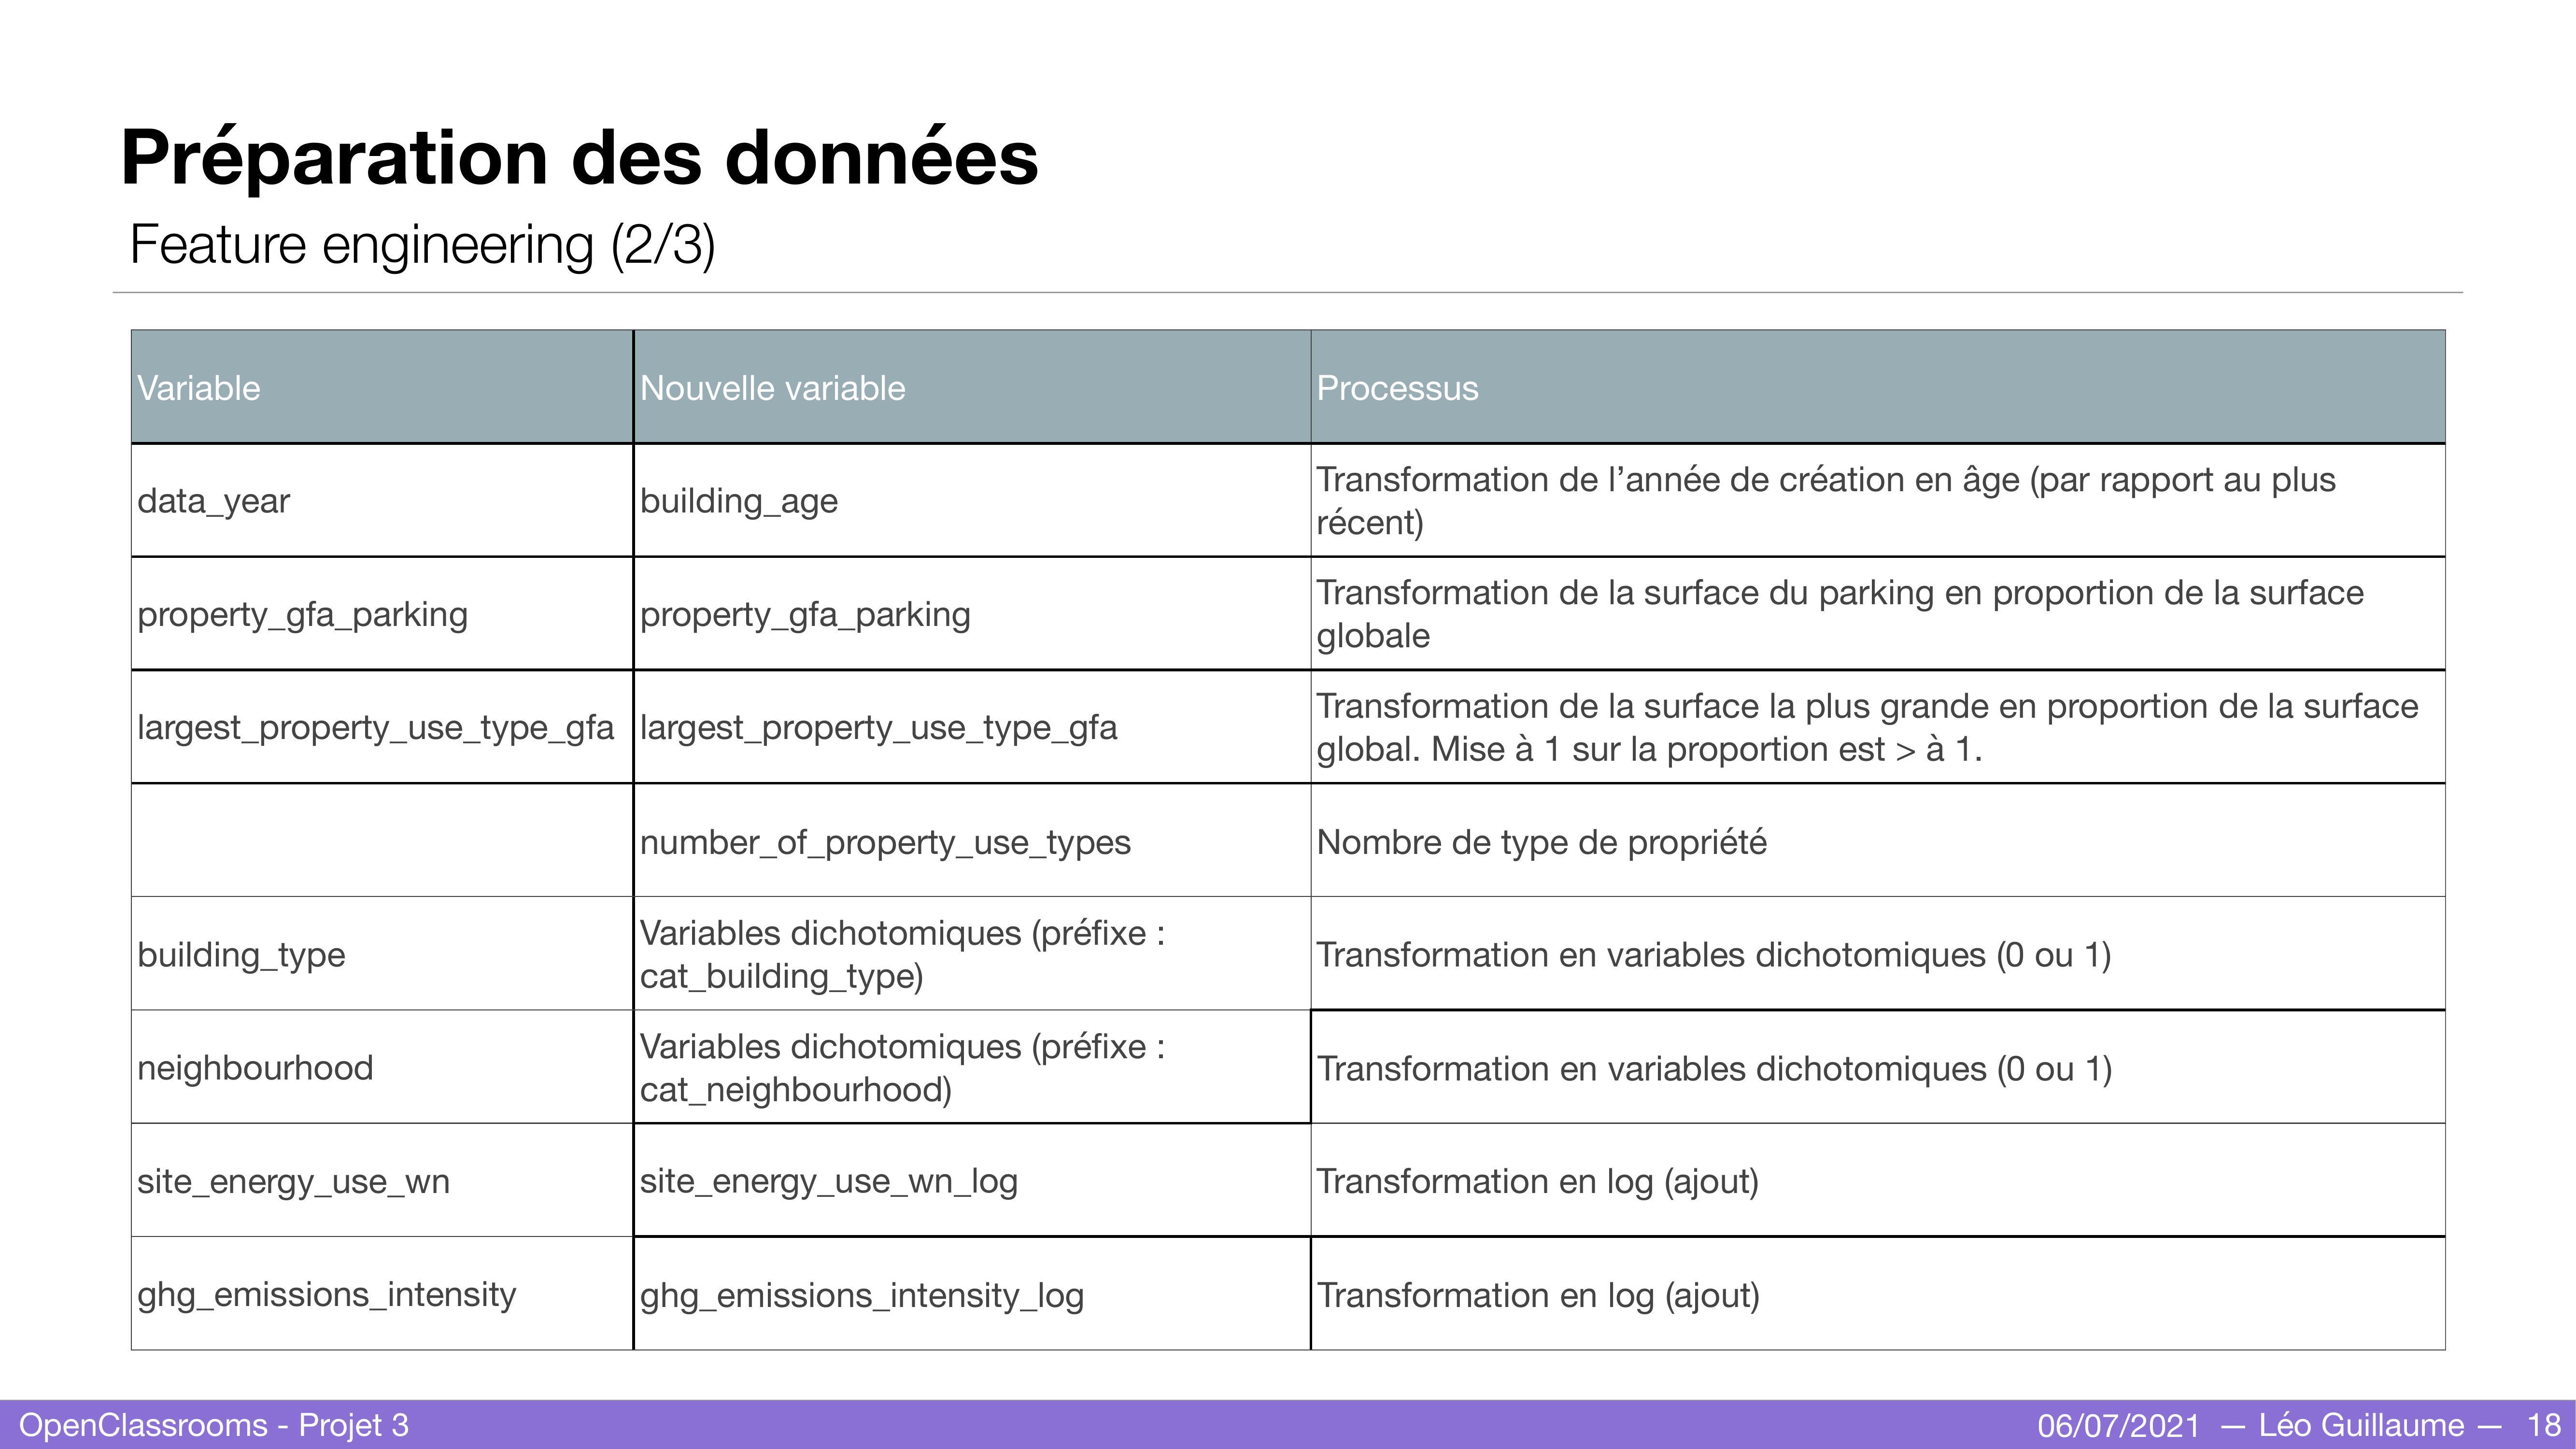 Préparation des données
Feature engineering (2/3)
Variable
Nouvelle variable
Processus
data_year
building_age
Transformation de l’année de création en âge (par rapport au plus
récent)
property_gfa_parking
property_gfa_parking
Transformation de la surface du parking en proportion de la surface
globale
largest_property_use_type_gfa
largest_property_use_type_gfa
Transformation de la surface la plus grande en proportion de la surface
global. Mise à 1 sur la proportion est > à 1.
number_of_property_use_types
Nombre de type de propriété
building_type
Variables dichotomiques (préfixe :
cat_building_type)
Transformation en variables dichotomiques (0 ou 1)
neighbourhood
Variables dichotomiques (préfixe :
cat_neighbourhood)
Transformation en variables dichotomiques (0 ou 1)
site_energy_use_wn
site_energy_use_wn_log
Transformation en log (ajout)
ghg_emissions_intensity
ghg_emissions_intensity_log
Transformation en log (ajout)
OpenClassrooms - Projet 3
06/07/2021 — Léo Guillaume — 18